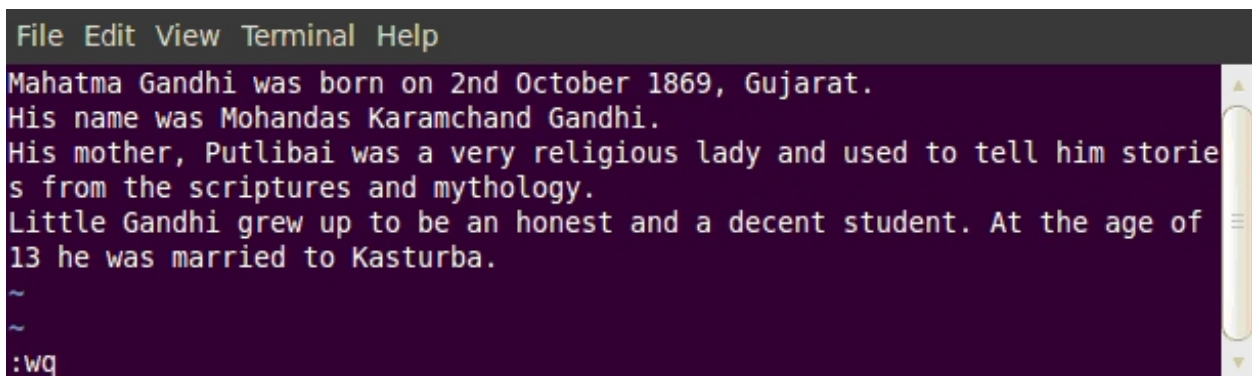 File Edit View Terminal Help
Mahatma Gandhi was born on 2nd October 1869, Gujarat.
His name was Mohandas Karamchand Gandhi.
His mother, Putlibai was a very religious lady and used to tell him storie
s from the scriptures and mythology.
Little Gandhi grew up to be an honest and a decent student. At the age of
13 he was married to Kasturba.
~
~
:wq